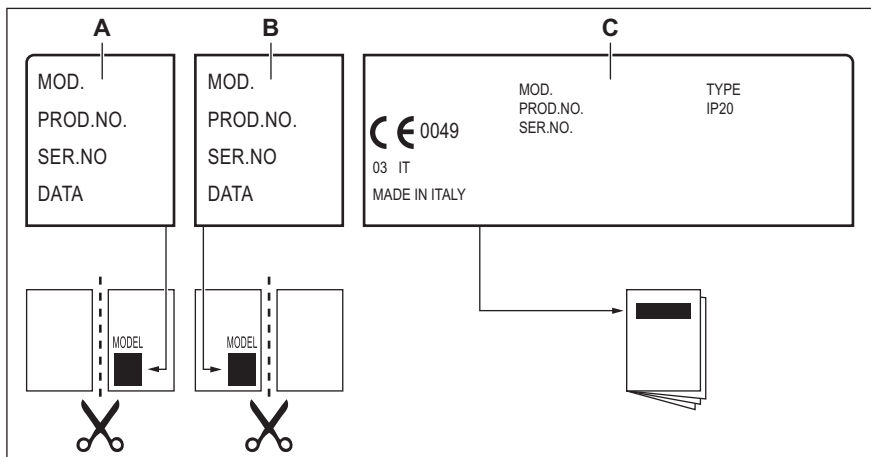 A
B
C
MOD.
PROD.NO.
SER.NO
DATA
MOD.
PROD.NO.
SER.NO
DATA
MOD.
PROD.NO.
SER.NO.
TYPE
IP20
CE 0049
03 IT
MADE IN ITALY
MODEL
MODEL